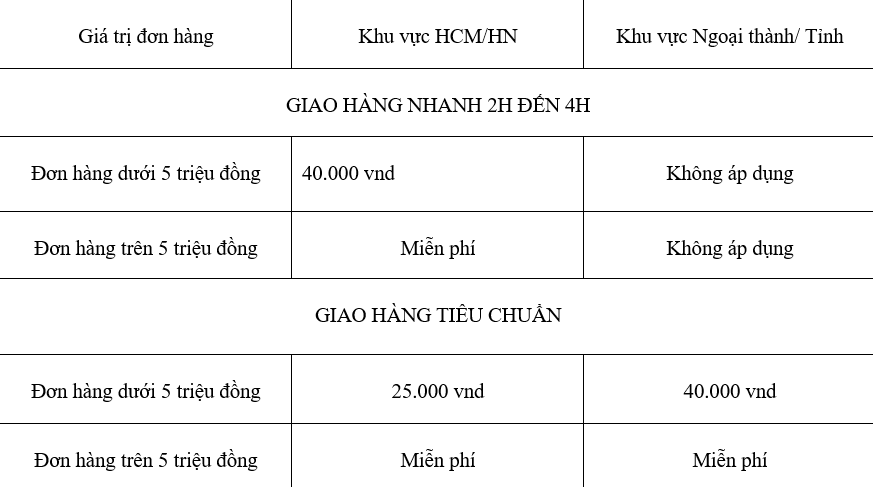 Giá trị đơn hàng Khu vực HCM/HN Khu vực Ngoại thành/ Tỉnh
GIAO HÀNG NHANH 2H ĐẾN 4H
Đơn hàng dưới 5 triệu đồng 40.000 vnd Không áp dụng
Đơn hàng trên 5 triệu đồng Miễn phí Không áp dụng
GIAO HÀNG TIÊU CHUẨN
Đơn hàng dưới 5 triệu đồng 25.000 vnd 40.000 vnd
Đơn hàng trên 5 triệu đồng Miễn phí Miễn phí